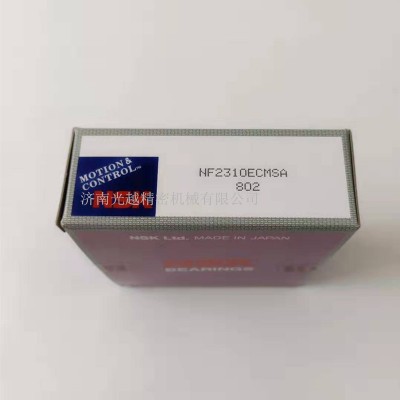 MOTION & CONTROL™
NSK
NF2310ECMSA
802
济南光越精密机械有限公司
NSK Ltd. MADE IN JAPAN
BEARINGS